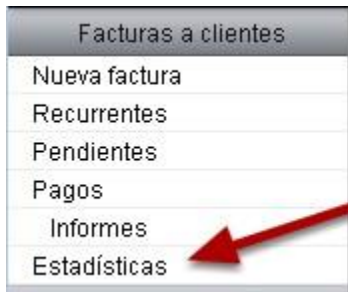 Facturas a clientes
Nueva factura
Recurrentes
Pendientes
Pagos
Informes
Estadísticas